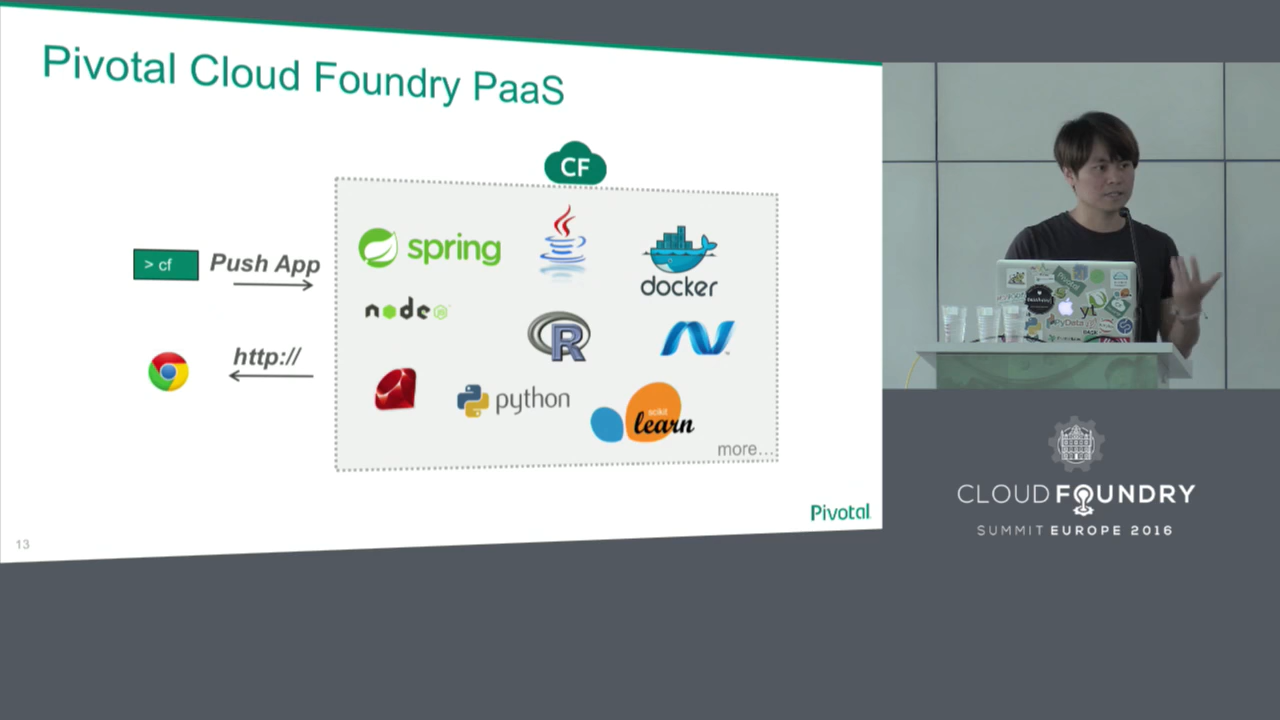 Pivotal Cloud Foundry PaaS
CF
> cf
Push App
spring
docker
node
R
http://
python
scikit
learn
more...
Pivotal
13
PyData
CLOUD FOUNDRY
SUMMIT EUROPE 2016